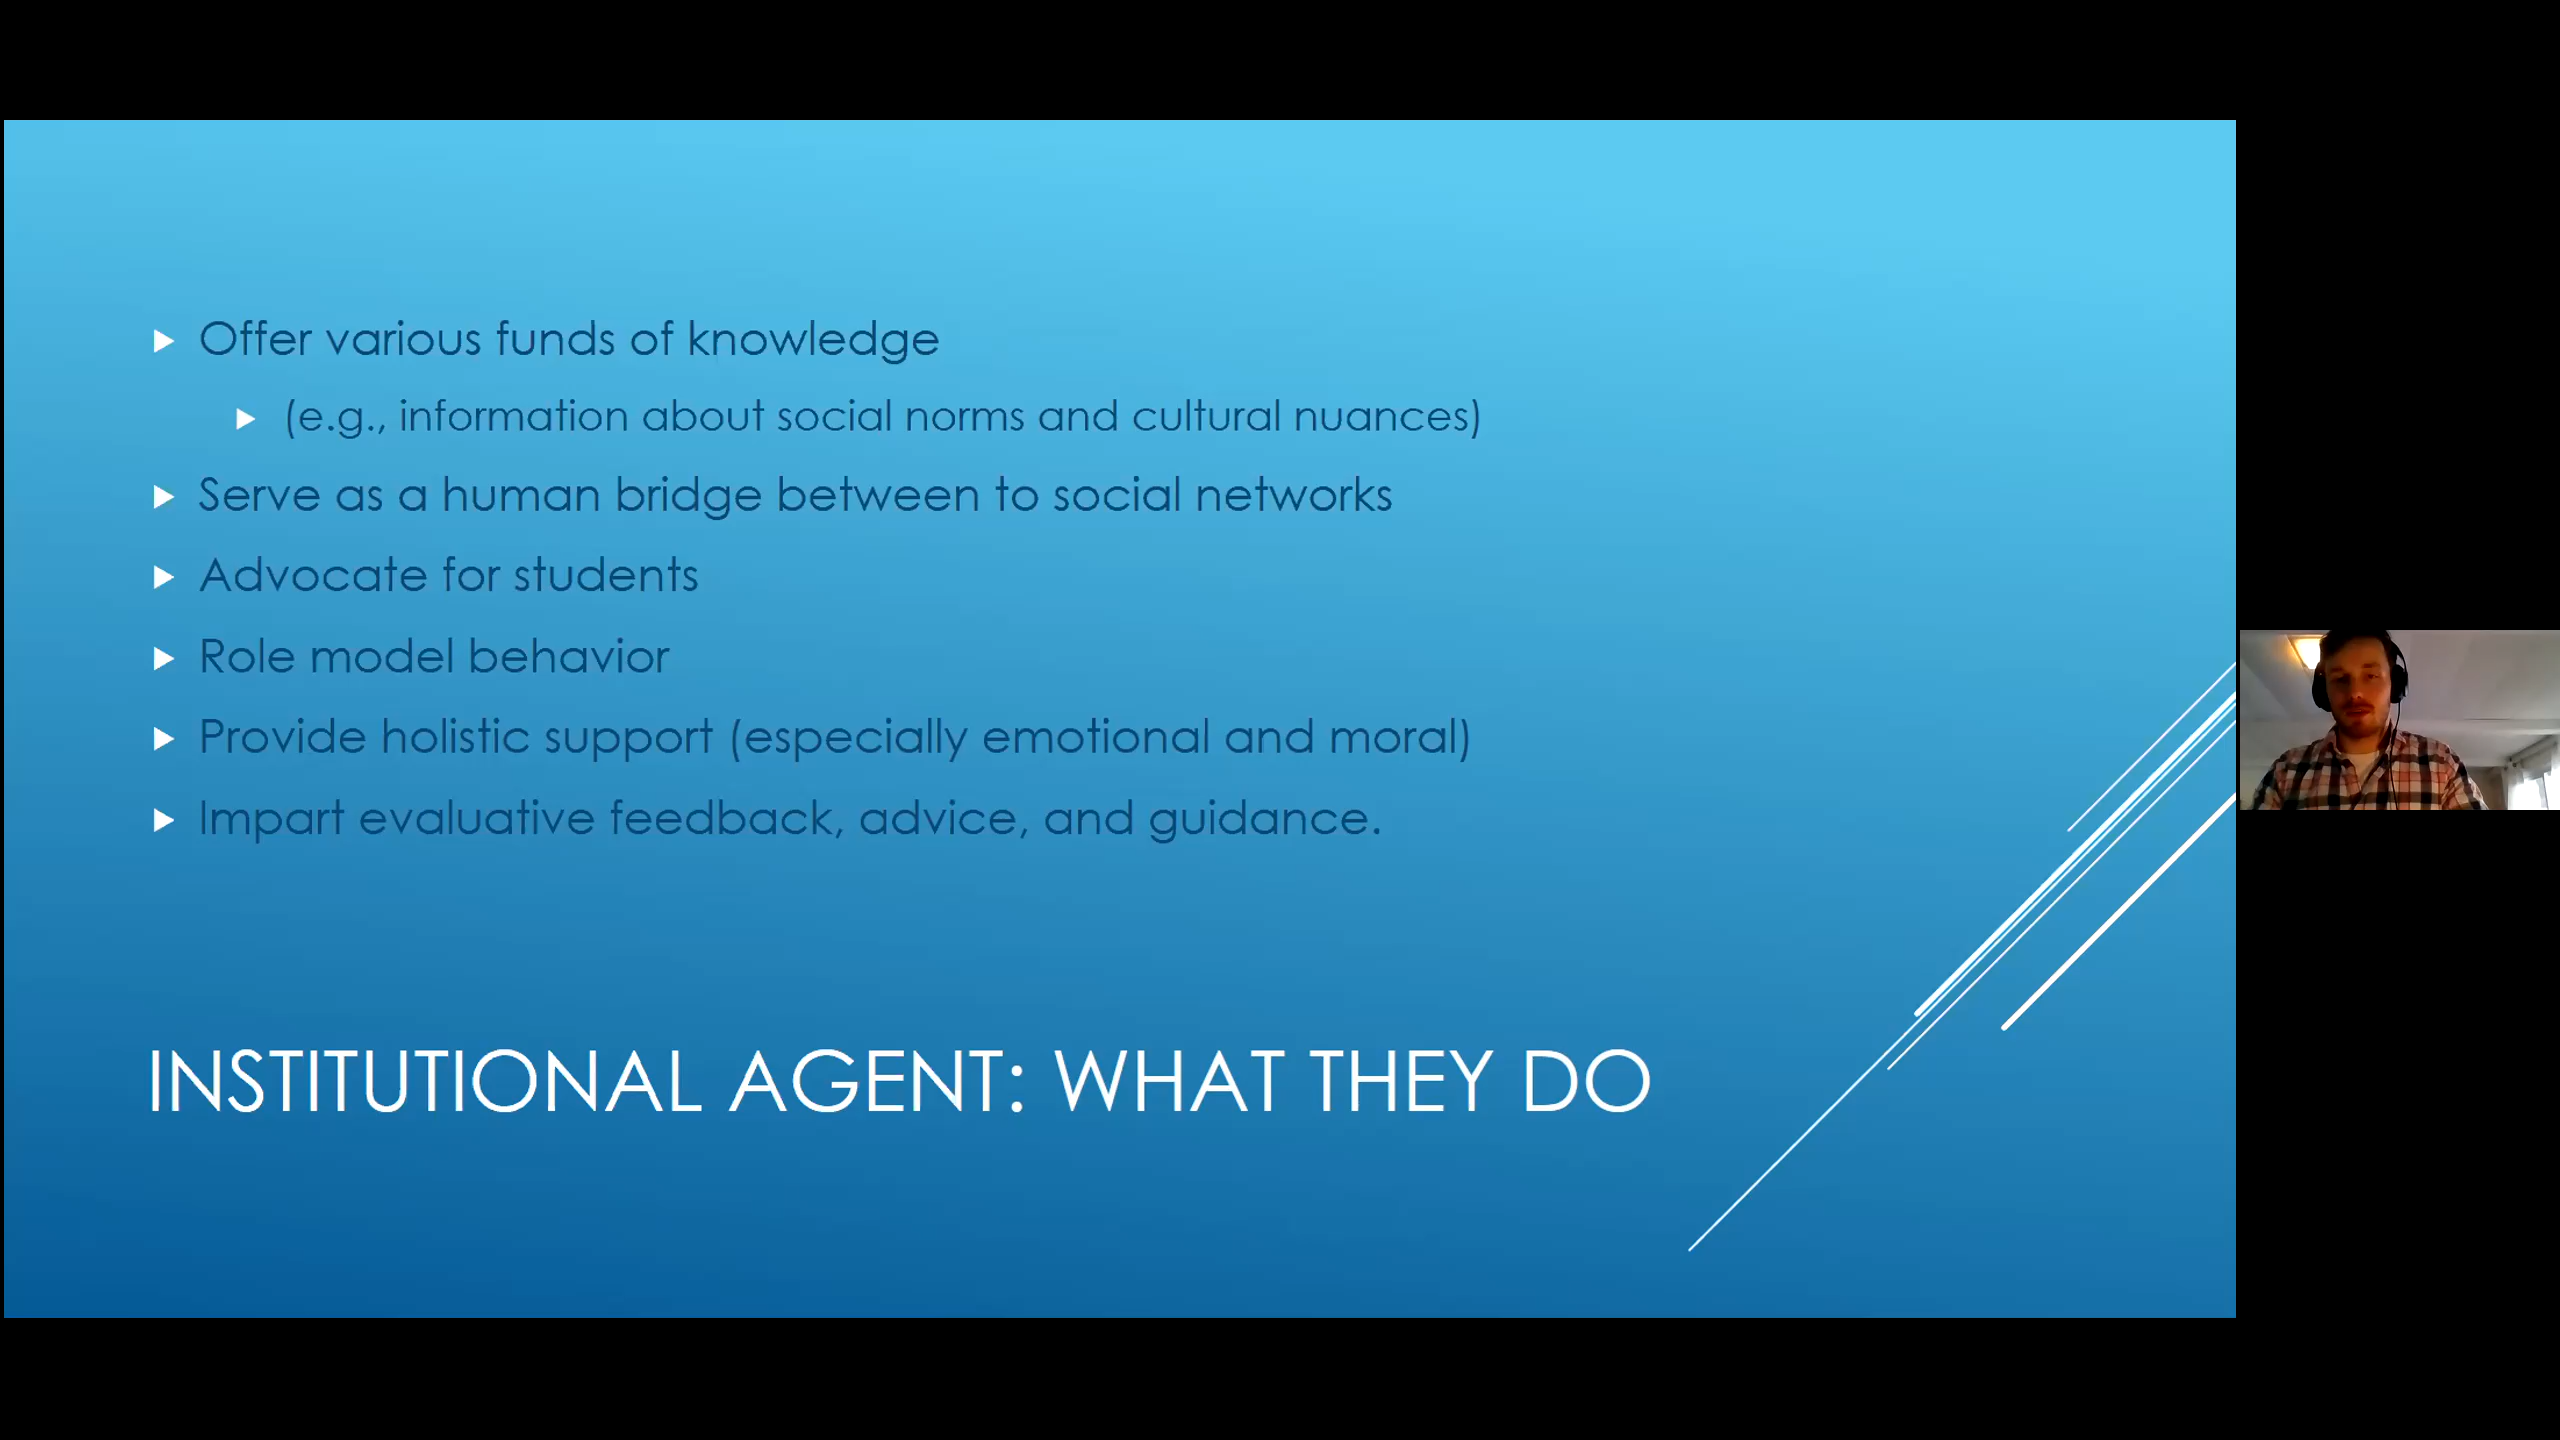 Offer various funds of knowledge
(e.g., information about social norms and cultural nuances)
Serve as a human bridge between to social networks
Advocate for students
Role model behavior
Provide holistic support (especially emotional and moral)
Impart evaluative feedback, advice, and guidance.
INSTITUTIONAL AGENT: WHAT THEY DO